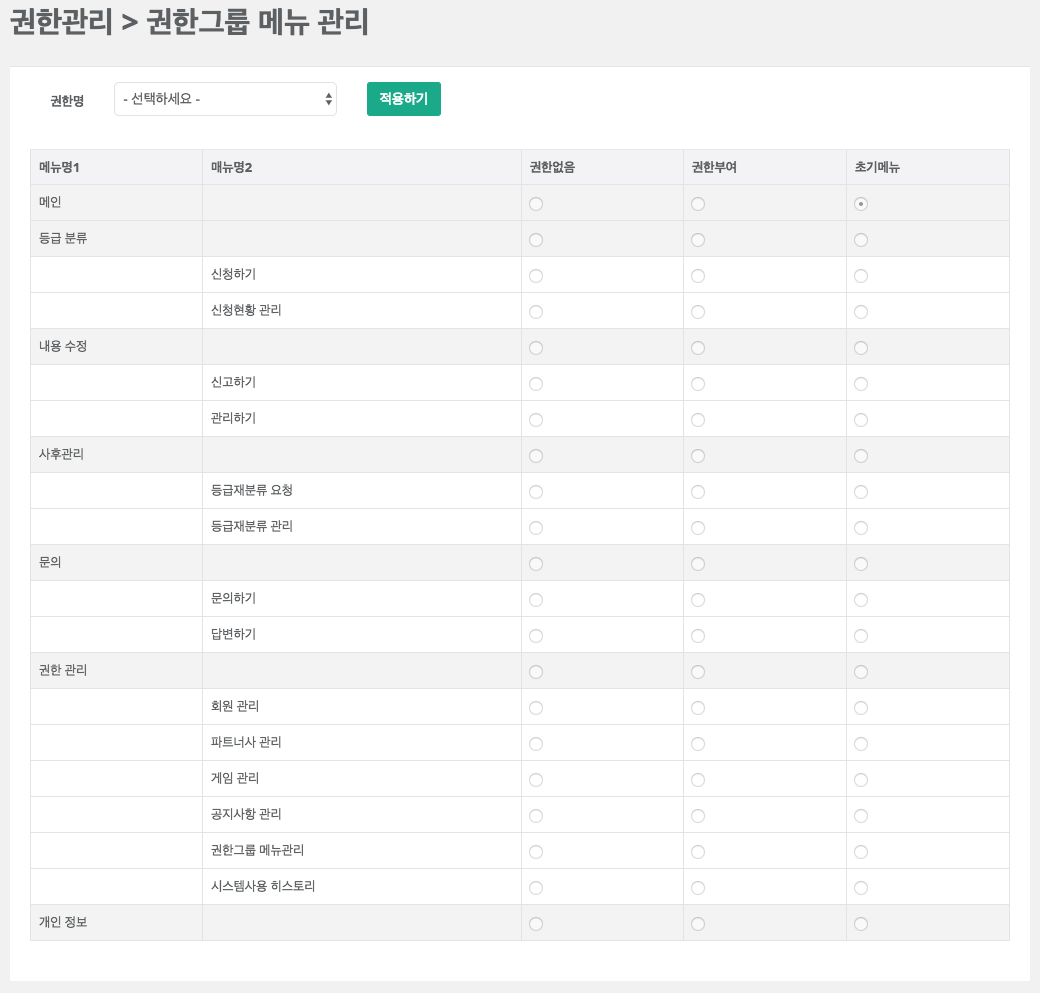 권한관리 > 권한그룹 메뉴 관리
권한명 - 선택하세요 - 적용하기
메뉴명1 매뉴명2 권한없음 권한부여 초기메뉴
메인
등급 분류
신청하기
신청현황 관리
내용 수정
신고하기
관리하기
사후관리
등급재분류 요청
등급재분류 관리
문의
문의하기
답변하기
권한 관리
회원 관리
파트너사 관리
게임 관리
공지사항 관리
권한그룹 메뉴관리
시스템사용 히스토리
개인 정보